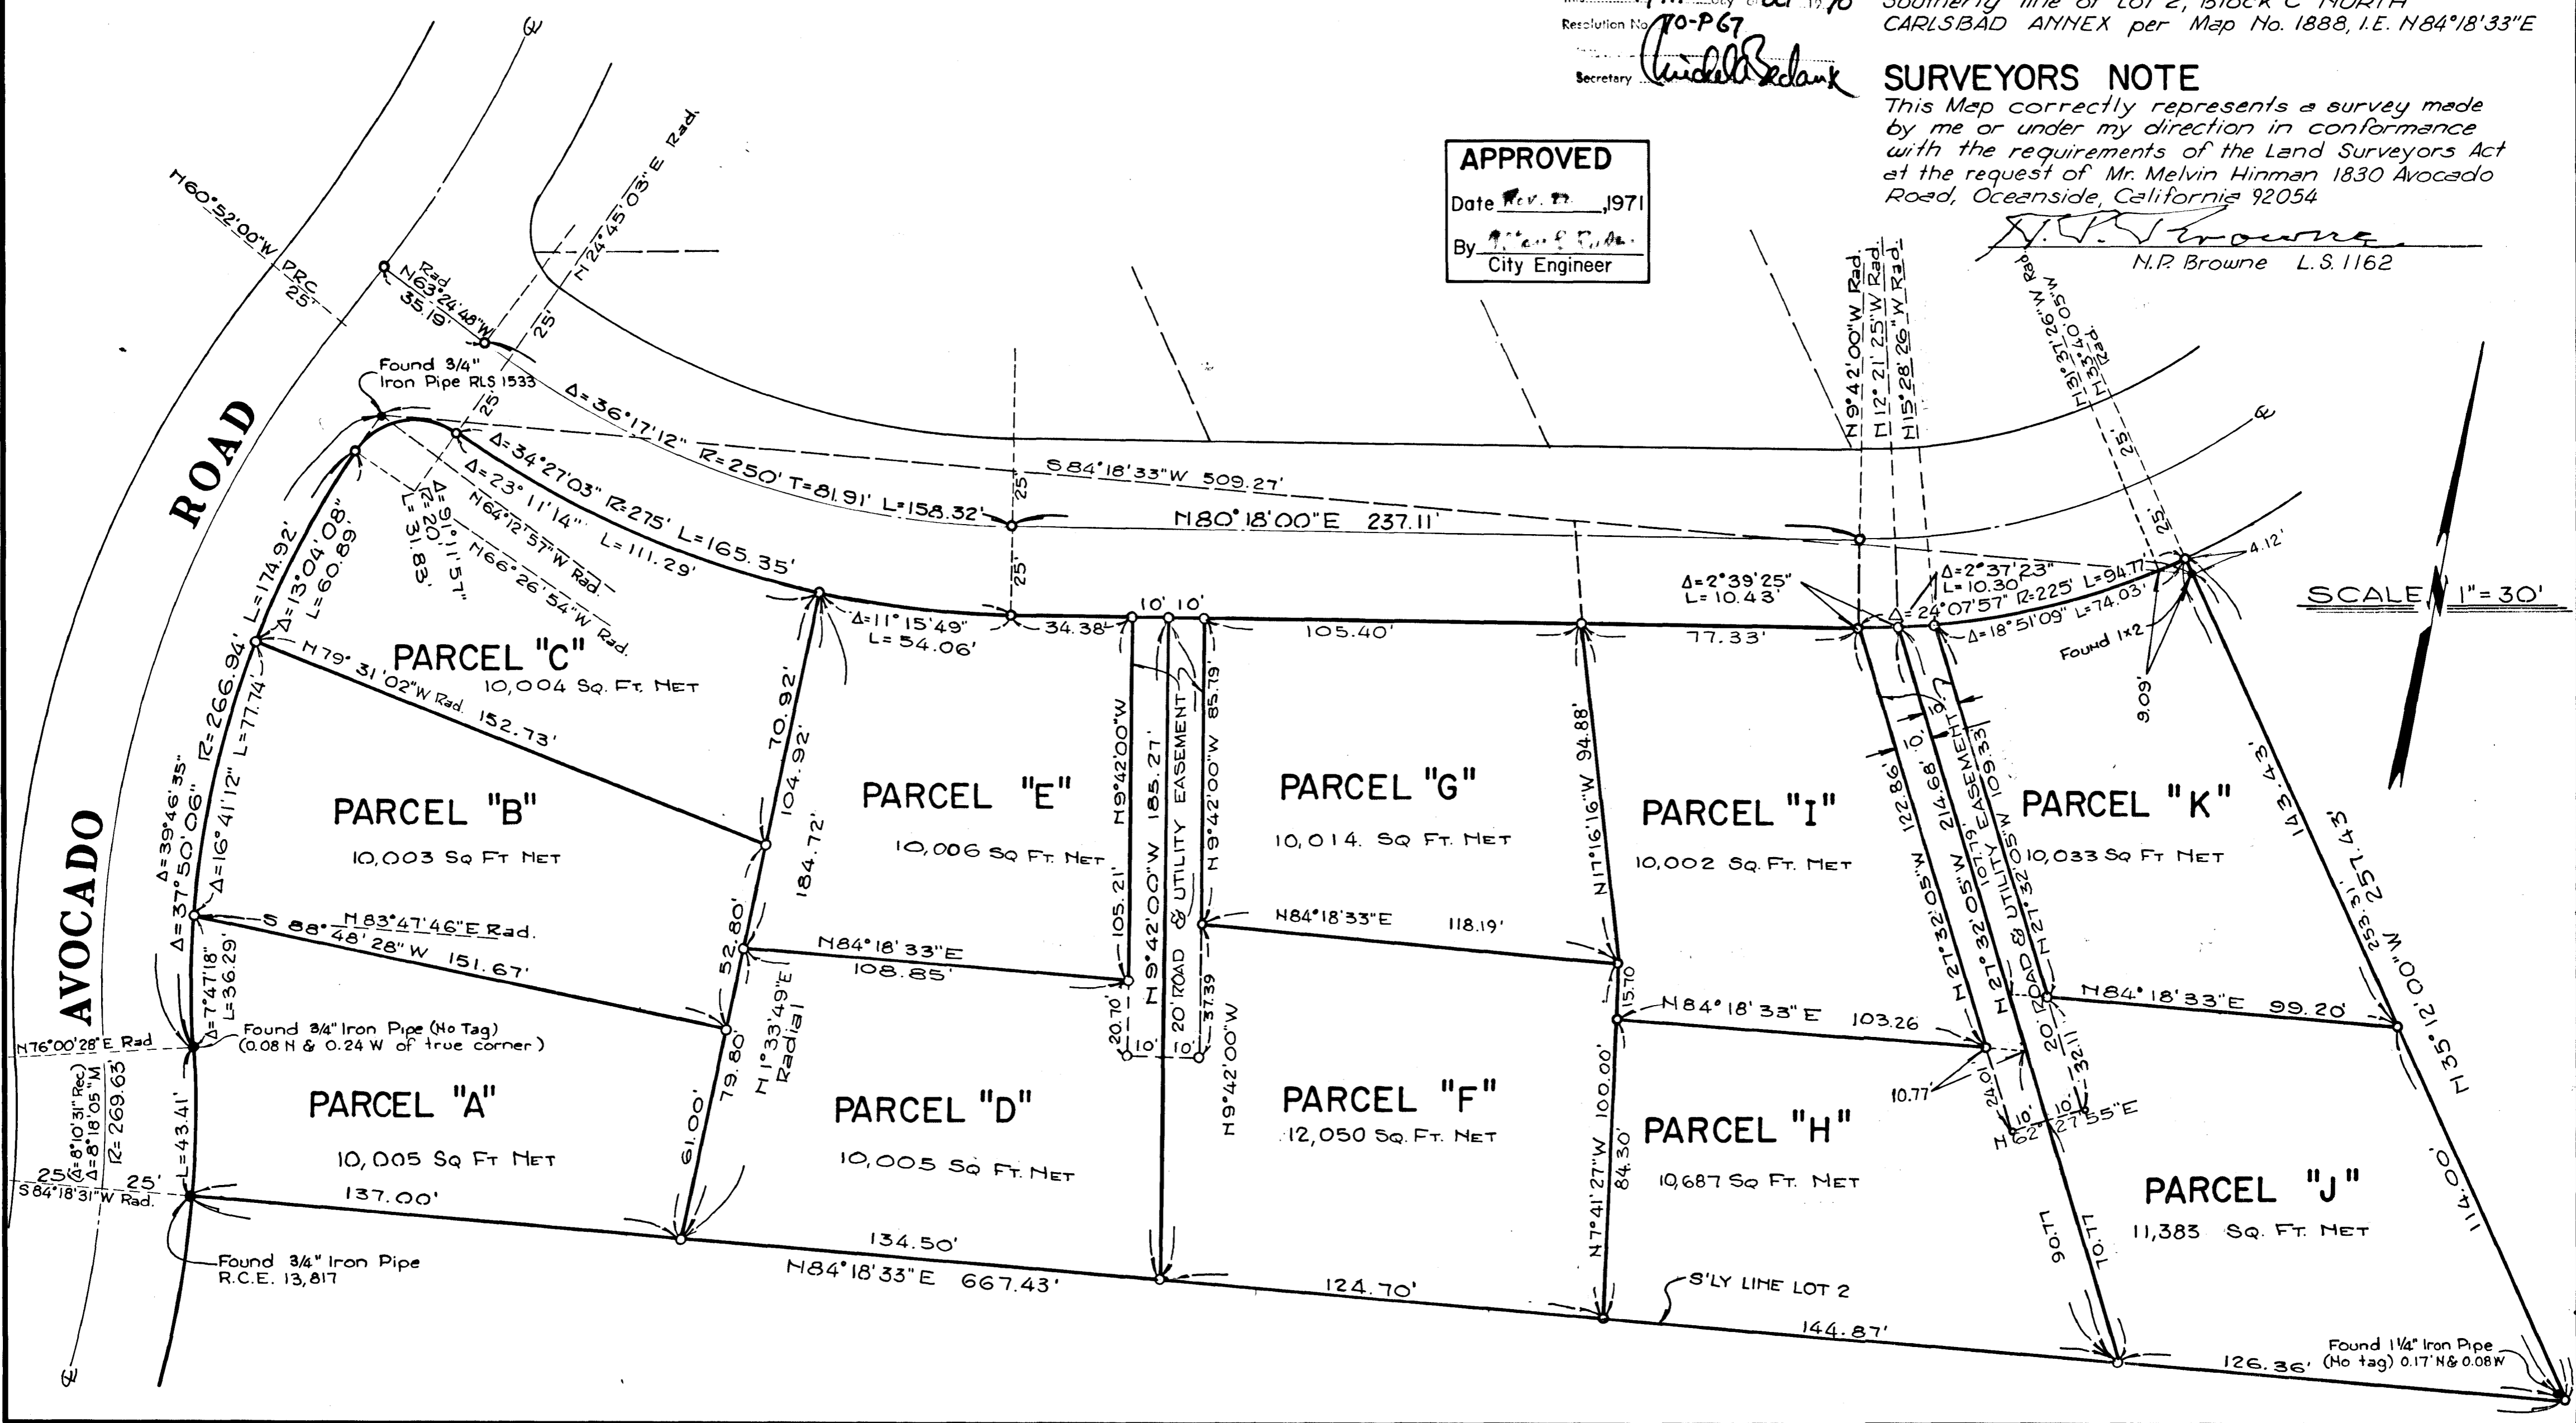 Resolution No. 70-P67
Secretary
Southerly line of Lot 2, Block C NORTH
CARLSBAD ANNEX per Map No. 1888, I.E. N84°18'33"E
SURVEYORS NOTE
This Map correctly represents a survey made
by me or under my direction in conformance
with the requirements of the Land Surveyors Act
at the request of Mr. Melvin Hinman 1830 Avocado
Road, Oceanside, California 92054
N.P. Browne
N.P. Browne L.S. 1162
APPROVED
Date ,1971
By
City Engineer
SCALE 1"=30'
AVOCADO ROAD
N60°52'00"W P.R.C.
25'
Rad
N63°24'48"W
35.19'
N24°45'03"E Rad.
25'
25'
Found 3/4"
Iron Pipe RLS 1533
Δ=36°17'12" R=250' T=81.91' L=158.32'
Δ=34°27'03" R=275' L=165.35'
Δ=23°11'14" L=111.29'
N64°12'57"W Rad.
N66°26'54"W Rad.
Δ=91°11'57"
R=20'
L=31.83'
S84°18'33"W 509.27'
N80°18'00"E 237.11'
25'
25'
N9°42'00"W Rad.
N12°21'25"W Rad.
N15°28'26"W Rad.
N31°37'26"W Rad
N33°40'05"W Rad.
25'
25'
4.12'
Δ=2°39'25"
L=10.43'
Δ=2°37'23"
L=10.30'
Δ=24°07'57" R=225' L=94.77'
Δ=18°51'09" L=74.03'
Found 1x2
9.09'
L=174.92'
Δ=13°04'08"
L=60.89'
R=266.94'
Δ=39°46'35"
Δ=37°50'06"
Δ=16°41'12" L=77.74'
Δ=7°47'18"
L=36.29'
PARCEL "C"
10,004 SQ. FT. NET
N79°31'02"W Rad. 152.73'
Δ=11°15'49"
L=54.06'
34.38'
10' 10'
105.40'
77.33'
70.92'
104.92'
184.72'
52.80'
79.80'
61.00'
N1°33'49"E
Radial
PARCEL "B"
10,003 SQ FT NET
N83°47'46"E Rad.
S88°48'28"W 151.67'
PARCEL "E"
10,006 SQ FT. NET
N84°18'33"E
108.85'
N9°42'00"W
105.21'
N9°42'00"W 185.27'
20' ROAD & UTILITY EASEMENT
N9°42'00"W 85.79'
20.70'
10' 10'
37.39
N9°42'00"W
PARCEL "G"
10,014. SQ FT. NET
N84°18'33"E 118.19'
N17°16'16"W 94.88'
15.70
PARCEL "I"
10,002 SQ. FT. NET
N84°18'33"E 103.26
N27°32'05"W 122.86'
N27°32'05"W 214.68'
107.79'
20' ROAD & UTILITY EASEMENT
N27°32'05"W 109.33'
10.77'
24.01'
32.11'
10' 10'
N62°27'55"E
PARCEL "K"
10,033 SQ FT NET
N84°18'33"E 99.20'
143.43'
253.31'
N35°12'00"W 257.43'
114.00'
N76°00'28"E Rad
Found 3/4" Iron Pipe (No Tag)
(0.08 N & 0.24 W of true corner)
(Δ=8°10'31" Rec)
Δ=8°18'05" M
R=269.63'
L=43.41'
25' 25'
S84°18'31"W Rad.
PARCEL "A"
10,005 SQ FT NET
137.00'
Found 3/4" Iron Pipe
R.C.E. 13,817
PARCEL "D"
10,005 SQ FT. NET
134.50'
N84°18'33"E 667.43'
PARCEL "F"
12,050 SQ. FT. NET
124.70'
N7°41'27"W 100.00'
84.30'
PARCEL "H"
10,687 SQ FT. NET
S'LY LINE LOT 2
144.87'
90.77
70.77
PARCEL "J"
11,383 SQ. FT. NET
126.36'
Found 1 1/4" Iron Pipe
(No tag) 0.17' N & 0.08 W